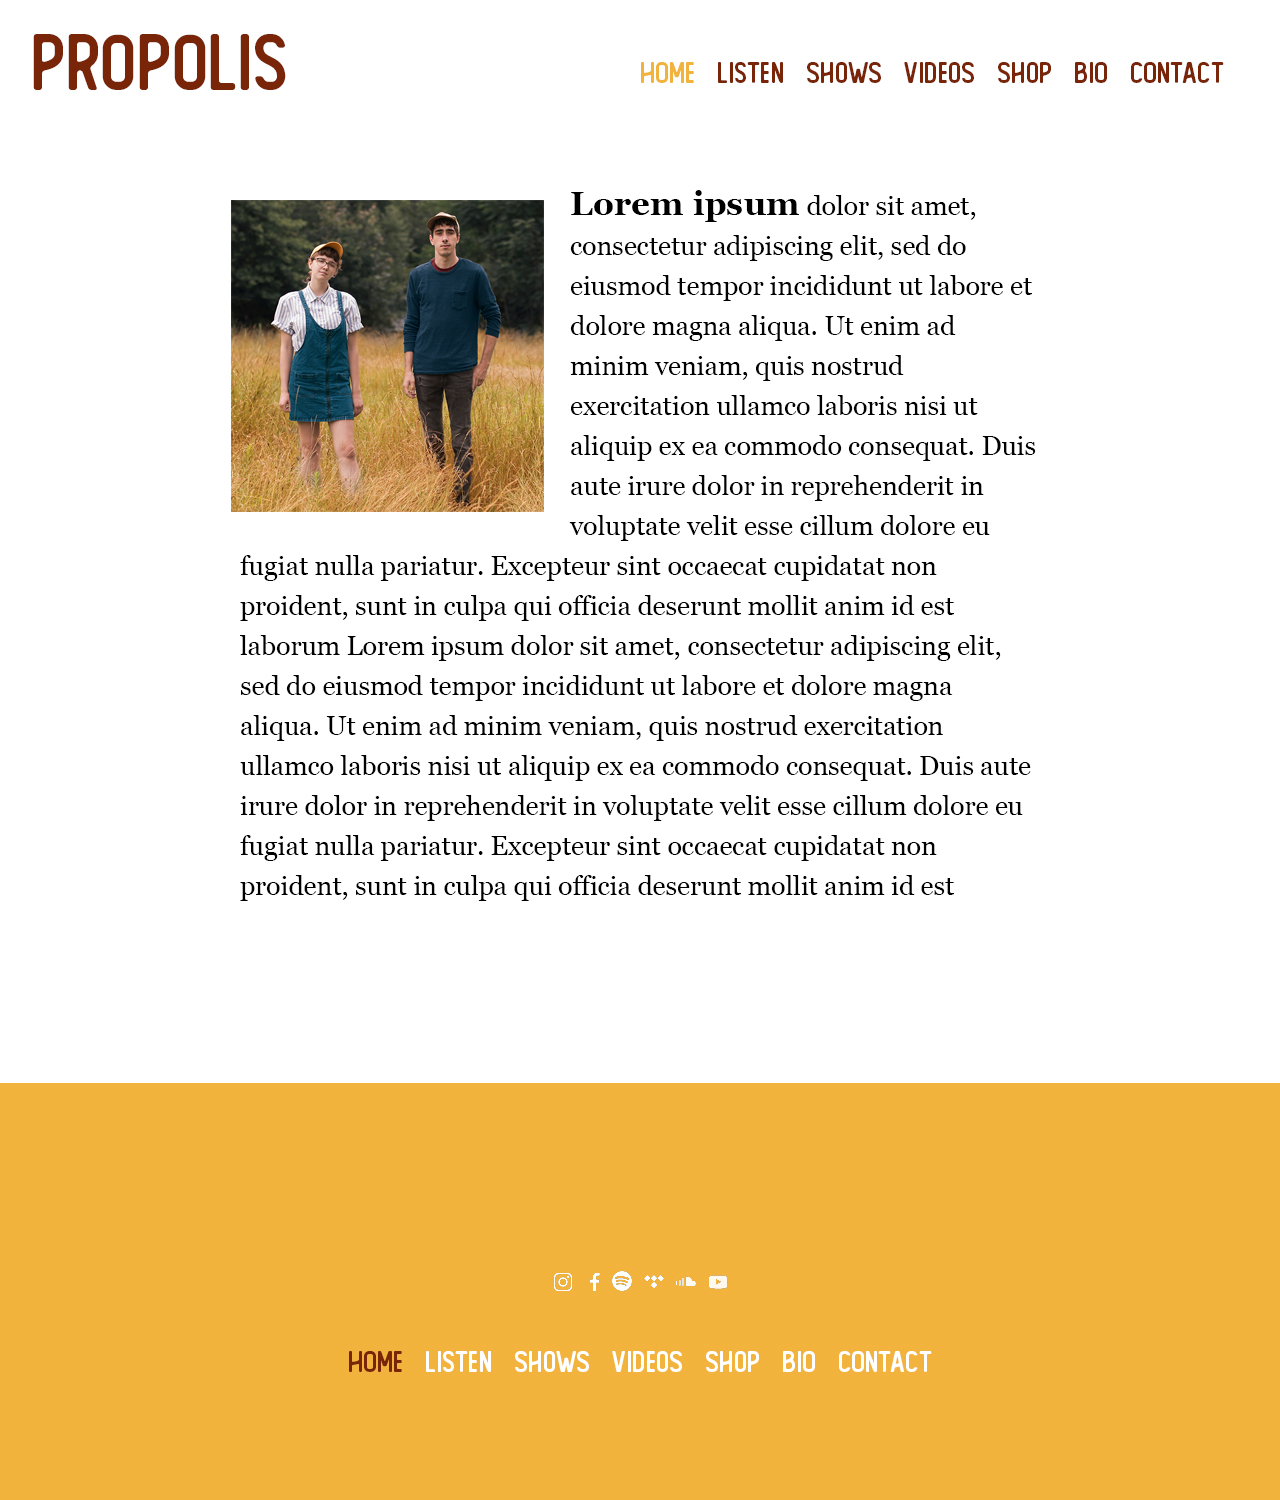 PROPOLIS
HOME LISTEN SHOWS VIDEOS SHOP BIO CONTACT
Lorem ipsum dolor sit amet,
consectetur adipiscing elit, sed do
eiusmod tempor incididunt ut labore et
dolore magna aliqua. Ut enim ad
minim veniam, quis nostrud
exercitation ullamco laboris nisi ut
aliquip ex ea commodo consequat. Duis
aute irure dolor in reprehenderit in
voluptate velit esse cillum dolore eu
fugiat nulla pariatur. Excepteur sint occaecat cupidatat non
proident, sunt in culpa qui officia deserunt mollit anim id est
laborum Lorem ipsum dolor sit amet, consectetur adipiscing elit,
sed do eiusmod tempor incididunt ut labore et dolore magna
aliqua. Ut enim ad minim veniam, quis nostrud exercitation
ullamco laboris nisi ut aliquip ex ea commodo consequat. Duis aute
irure dolor in reprehenderit in voluptate velit esse cillum dolore eu
fugiat nulla pariatur. Excepteur sint occaecat cupidatat non
proident, sunt in culpa qui officia deserunt mollit anim id est
HOME LISTEN SHOWS VIDEOS SHOP BIO CONTACT